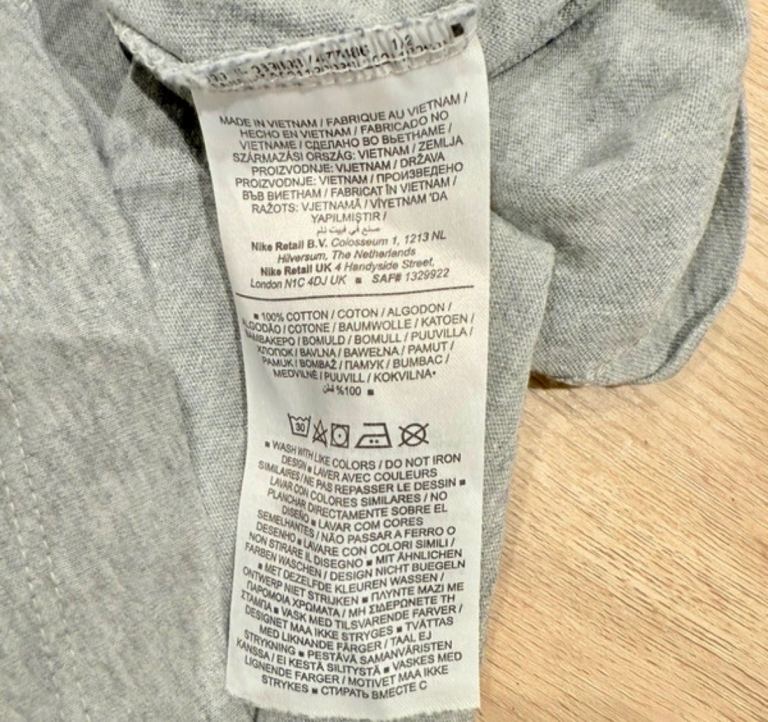 MADE IN VIETNAM / FABRIQUE AU VIETNAM /
HECHO EN VIETNAM / FABRICADO NO
VIETNAME / СДЕЛАНО ВО ВЬЕТНАМЕ /
SZÁRMAZÁSI ORSZÁG: VIETNAM / ZEMLJA
PROIZVODNJE: VIJETNAM / DRŽAVA
PROIZVODNJE: VIETNAM / ПРОИЗВЕДЕНО
ВЪВ ВИЕТНАМ / FABRICAT ÎN VIETNAM /
RAŽOTS: VJETNAMĀ / VİYETNAM 'DA
YAPILMIŞTIR /
صنع في فييت نام
Nike Retail B.V. Colosseum 1, 1213 NL
Hilversum, The Netherlands
Nike Retail UK 4 Handyside Street,
London N1C 4DJ UK ■ SAF# 1329922
■ 100% COTTON / COTON / ALGODON /
ALGODÃO / COTONE / BAUMWOLLE / KATOEN /
ΒΑΜΒΑΚΕΡΟ / BOMULD / BOMULL / PUUVILLA /
ХЛОПОК / BAVLNA / BAWEŁNA / PAMUT /
PAMUK / BOMBAŽ / ПАМУК / BUMBAC /
MEDVILNĖ / PUUVILL / KOKVILNA•
%100 قطن ■
30
■ WASH WITH LIKE COLORS / DO NOT IRON
DESIGN ■ LAVER AVEC COULEURS
SIMILAIRES / NE PAS REPASSER LE DESSIN ■
LAVAR CON COLORES SIMILARES / NO
PLANCHAR DIRECTAMENTE SOBRE EL
DISEÑO ■ LAVAR COM CORES
SEMELHANTES / NÃO PASSAR A FERRO O
DESENHO ■ LAVARE CON COLORI SIMILI /
NON STIRARE IL DISEGNO ■ MIT ÄHNLICHEN
FARBEN WASCHEN / DESIGN NICHT BUEGELN
■ MET DEZELFDE KLEUREN WASSEN /
ONTWERP NIET STRIJKEN ■ ΠΛΥΝΤΕ ΜΑΖΙ ΜΕ
ΠΑΡΟΜΟΙΑ ΧΡΩΜΑΤΑ / ΜΗ ΣΙΔΕΡΩΝΕΤΕ ΤΗ
ΣΤΑΜΠΑ ■ VASK MED TILSVARENDE FARVER /
DESIGNET MAA IKKE STRYGES ■ TVÄTTAS
MED LIKNANDE FÄRGER / TAAL EJ
STRYKNING ■ PESTÄVÄ SAMANVÄRISTEN
KANSSA / EI KESTÄ SILITYSTÄ ■ VASKES MED
LIGNENDE FARGER / MOTIVET MAA IKKE
STRYKES ■ СТИРАТЬ ВМЕСТЕ С